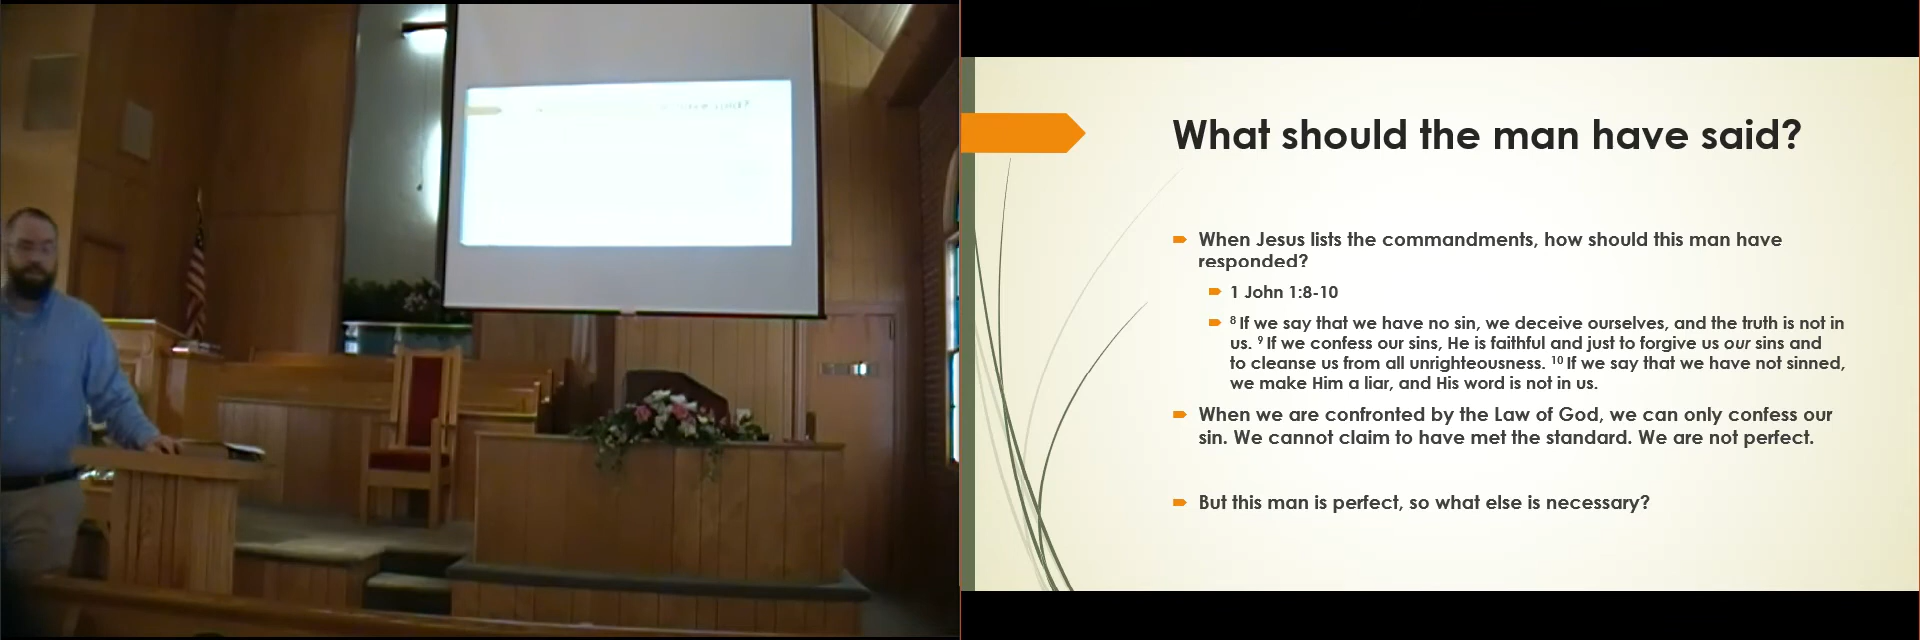 have said?
What should the man have said?
When Jesus lists the commandments, how should this man have
responded?
1 John 1:8-10
8 If we say that we have no sin, we deceive ourselves, and the truth is not in
us. 9 If we confess our sins, He is faithful and just to forgive us our sins and
to cleanse us from all unrighteousness. 10 If we say that we have not sinned,
we make Him a liar, and His word is not in us.
When we are confronted by the Law of God, we can only confess our
sin. We cannot claim to have met the standard. We are not perfect.
But this man is perfect, so what else is necessary?